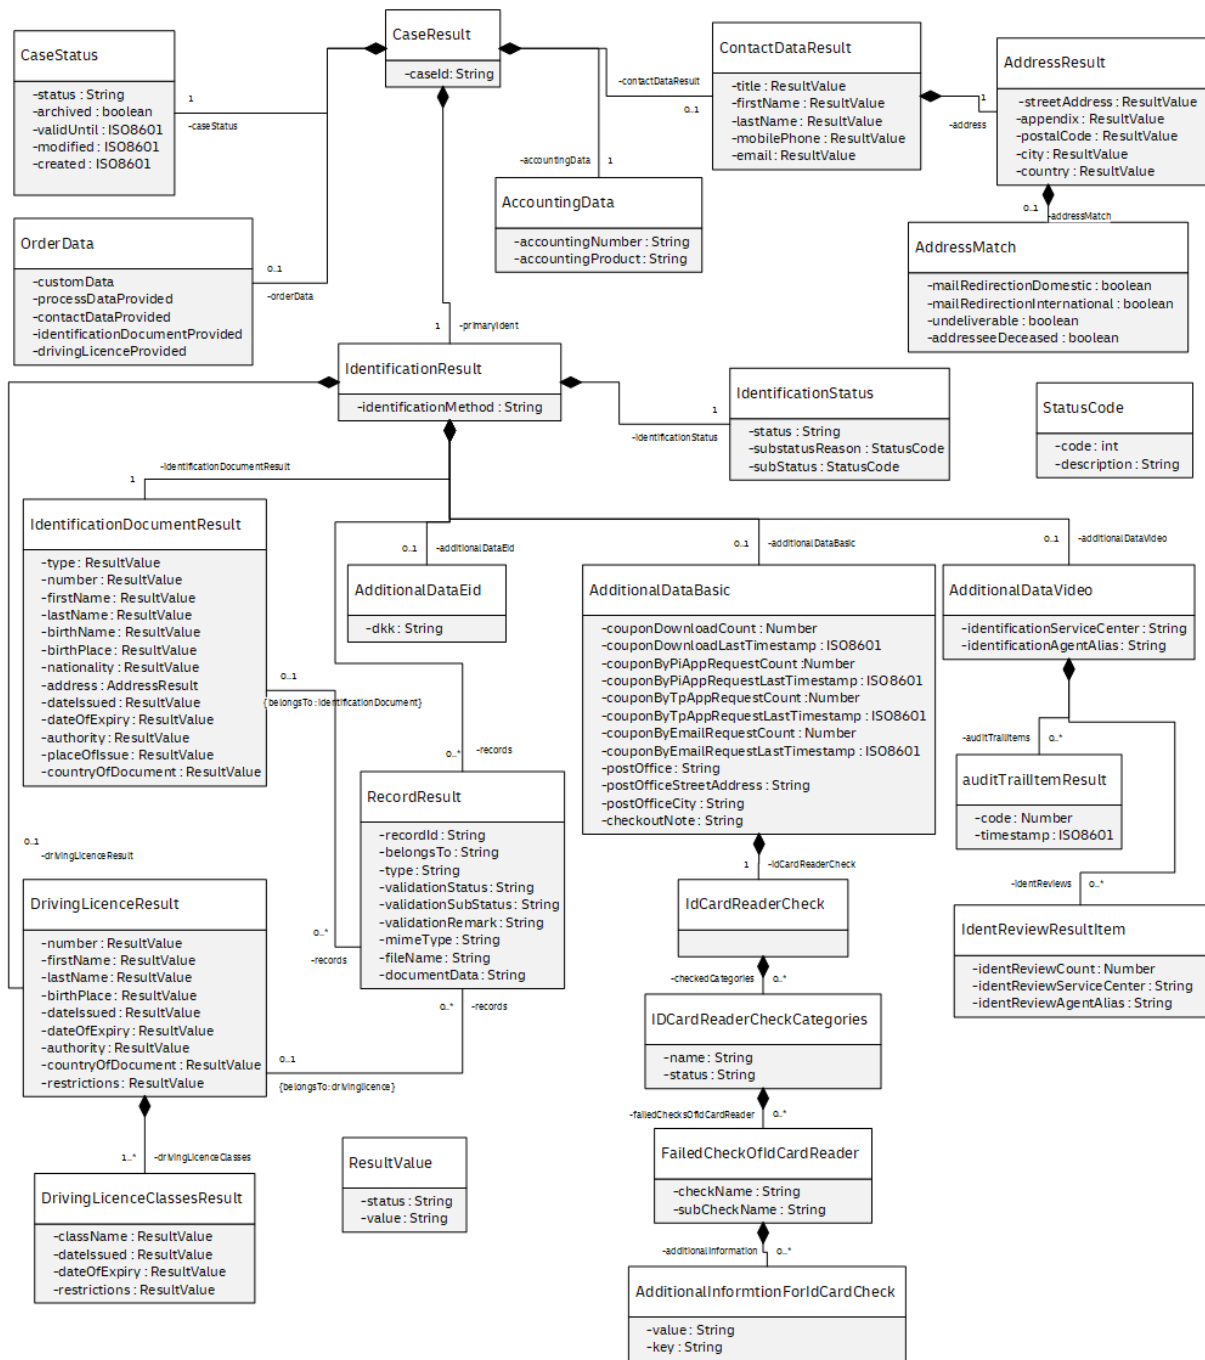 CaseResult
-caseId: String
CaseStatus
-status : String
-archived : boolean
-validUntil : ISO8601
-modified : ISO8601
-created : ISO8601
1
-caseStatus
-contactDataResult
0..1
ContactDataResult
-title : ResultValue
-firstName : ResultValue
-lastName : ResultValue
-mobilePhone : ResultValue
-email : ResultValue
1
-address
AddressResult
-streetAddress : ResultValue
-appendix : ResultValue
-postalCode : ResultValue
-city : ResultValue
-country : ResultValue
-accountingData
1
AccountingData
-accountingNumber : String
-accountingProduct : String
0..1
-addressMatch
AddressMatch
-mailRedirectionDomestic : boolean
-mailRedirectionInternational : boolean
-undeliverable : boolean
-addresseeDeceased : boolean
OrderData
-customData
-processDataProvided
-contactDataProvided
-identificationDocumentProvided
-drivingLicenceProvided
0..1
-orderData
1
-primaryIdent
IdentificationResult
-identificationMethod : String
1
-identificationStatus
IdentificationStatus
-status : String
-substatusReason : StatusCode
-subStatus : StatusCode
StatusCode
-code : int
-description : String
-identificationDocumentResult
1
IdentificationDocumentResult
-type : ResultValue
-number : ResultValue
-firstName : ResultValue
-lastName : ResultValue
-birthName : ResultValue
-birthPlace : ResultValue
-nationality : ResultValue
-address : AddressResult
-dateIssued : ResultValue
-dateOfExpiry : ResultValue
-authority : ResultValue
-placeOfIssue : ResultValue
-countryOfDocument : ResultValue
0..1
{belongsTo:IdentificationDocument}
0..1
-additionalDataEid
AdditionalDataEid
-dkk : String
0..1
-additionalDataBasic
AdditionalDataBasic
-couponDownloadCount : Number
-couponDownloadLastTimestamp : ISO8601
-couponByPiAppRequestCount :Number
-couponByPiAppRequestLastTimestamp : ISO8601
-couponByTpAppRequestCount :Number
-couponByTpAppRequestLastTimestamp : ISO8601
-couponByEmailRequestCount : Number
-couponByEmailRequestLastTimestamp : ISO8601
-postOffice : String
-postOfficeStreetAddress : String
-postOfficeCity : String
-checkoutNote : String
0..1
-additionalDataVideo
AdditionalDataVideo
-identificationServiceCenter : String
-identificationAgentAlias : String
-auditTrailItems
0..*
auditTrailItemResult
-code : Number
-timestamp : ISO8601
-identReviews
0..*
IdentReviewResultItem
-identReviewCount : Number
-identReviewServiceCenter : String
-identReviewAgentAlias : String
0..*
-records
RecordResult
-recordId : String
-belongsTo : String
-type : String
-validationStatus : String
-validationSubStatus : String
-validationRemark : String
-mimeType : String
-fileName : String
-documentData : String
0..*
-records
0..*
-records
0..1
-drivingLicenceResult
DrivingLicenceResult
-number : ResultValue
-firstName : ResultValue
-lastName : ResultValue
-birthPlace : ResultValue
-dateIssued : ResultValue
-dateOfExpiry : ResultValue
-authority : ResultValue
-countryOfDocument : ResultValue
-restrictions : ResultValue
0..1
{belongsTo:drivinglicence}
1..*
-drivingLicenceClasses
DrivingLicenceClassesResult
-className : ResultValue
-dateIssued : ResultValue
-dateOfExpiry : ResultValue
-restrictions : ResultValue
ResultValue
-status : String
-value : String
1
-idCardReaderCheck
IdCardReaderCheck
-checkedCategories
0..*
IDCardReaderCheckCategories
-name : String
-status : String
-failedChecksOfIdCardReader
0..*
FailedCheckOfIdCardReader
-checkName : String
-subCheckName : String
-additionalInformation
0..*
AdditionalInformtionForIdCardCheck
-value : String
-key : String